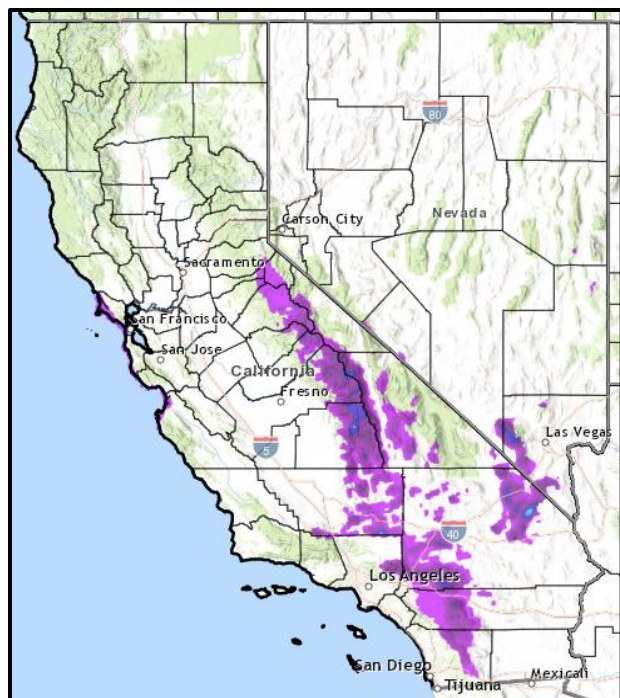 80
Carson City
Nevada
Sacramento
San Francisco
San Jose
California
Fresno
Las Vegas
5
40
Los Angeles
San Diego
Mexicali
Tijuana